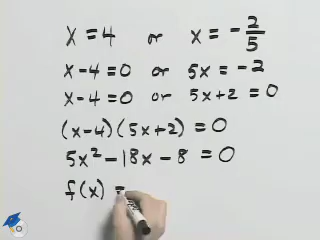 x = 4 or x = -2/5
x - 4 = 0 or 5x = -2
x - 4 = 0 or 5x + 2 = 0
(x - 4)(5x + 2) = 0
5x² - 18x - 8 = 0
f(x) =